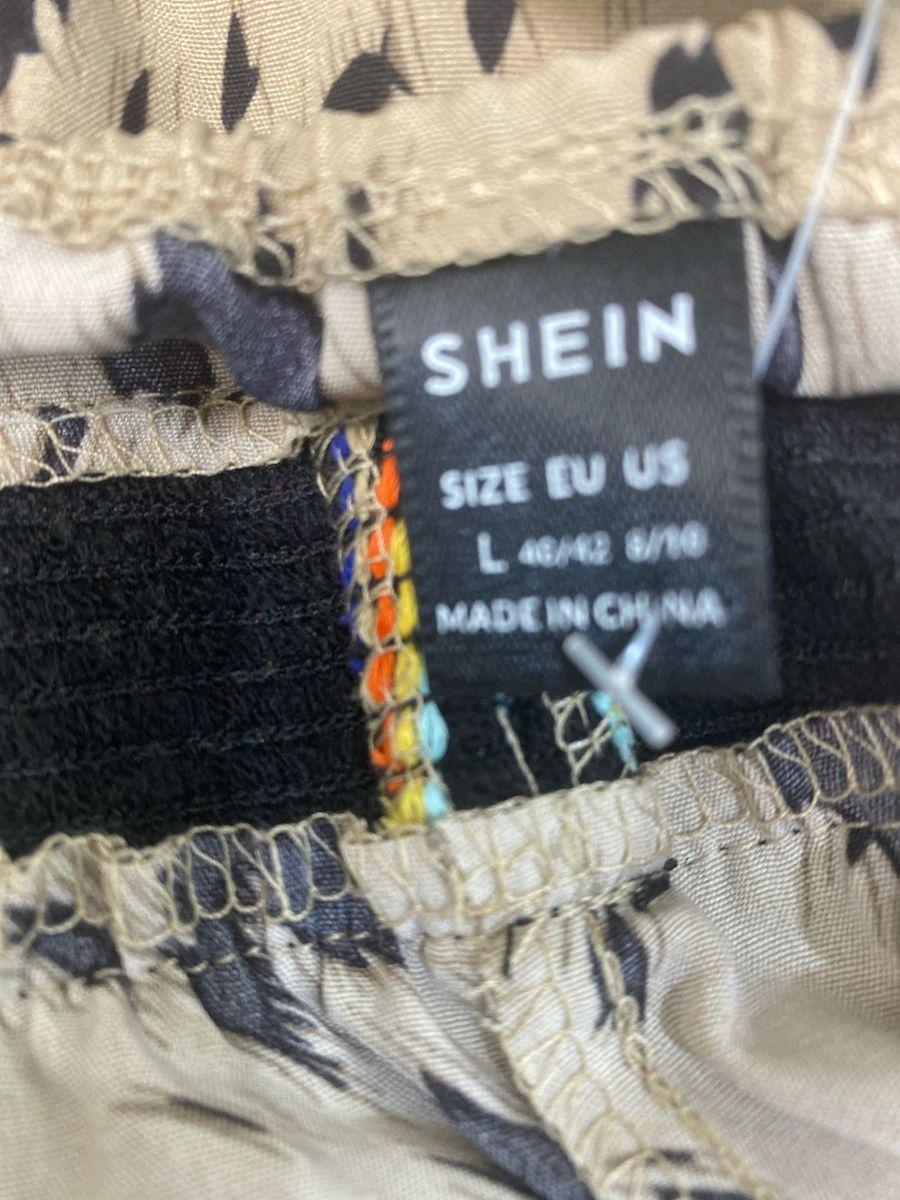 SHEIN
SIZE EU US
L 40/42 8/10
MADE IN CHINA